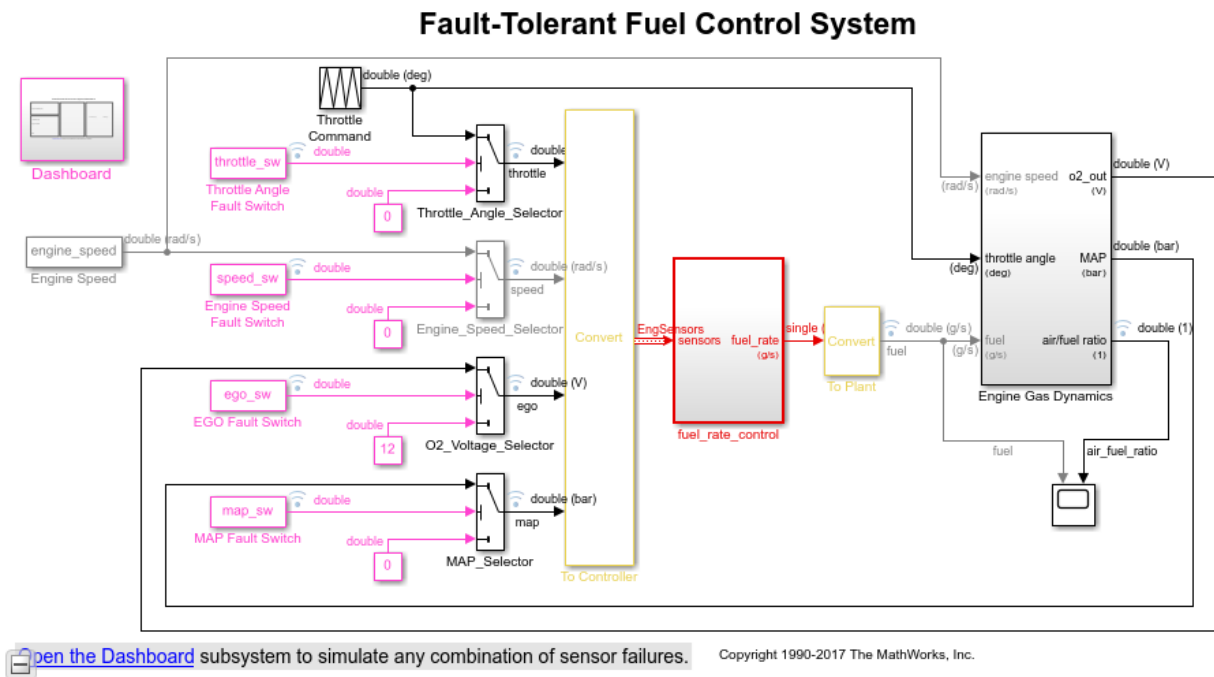 Fault-Tolerant Fuel Control System
double (deg)
Throttle
Command
Dashboard
throttle_sw
double
Throttle Angle
Fault Switch
double
0
double
throttle
Throttle_Angle_Selector
engine_speed
double (rad/s)
Engine Speed
speed_sw
double
Engine Speed
Fault Switch
double
0
double (rad/s)
speed
Engine_Speed_Selector
ego_sw
double
EGO Fault Switch
double
12
double (V)
ego
O2_Voltage_Selector
map_sw
double
MAP Fault Switch
double
0
double (bar)
map
MAP_Selector
Convert
To Controller
EngSensors
sensors
fuel_rate
(g/s)
fuel_rate_control
single (
Convert
To Plant
double (g/s)
fuel
(g/s)
(rad/s)
engine speed
(rad/s)
(deg)
throttle angle
(deg)
fuel
(g/s)
o2_out
(V)
MAP
(bar)
air/fuel ratio
(1)
Engine Gas Dynamics
double (V)
double (bar)
double (1)
fuel
air_fuel_ratio
Open the Dashboard subsystem to simulate any combination of sensor failures.
Copyright 1990-2017 The MathWorks, Inc.